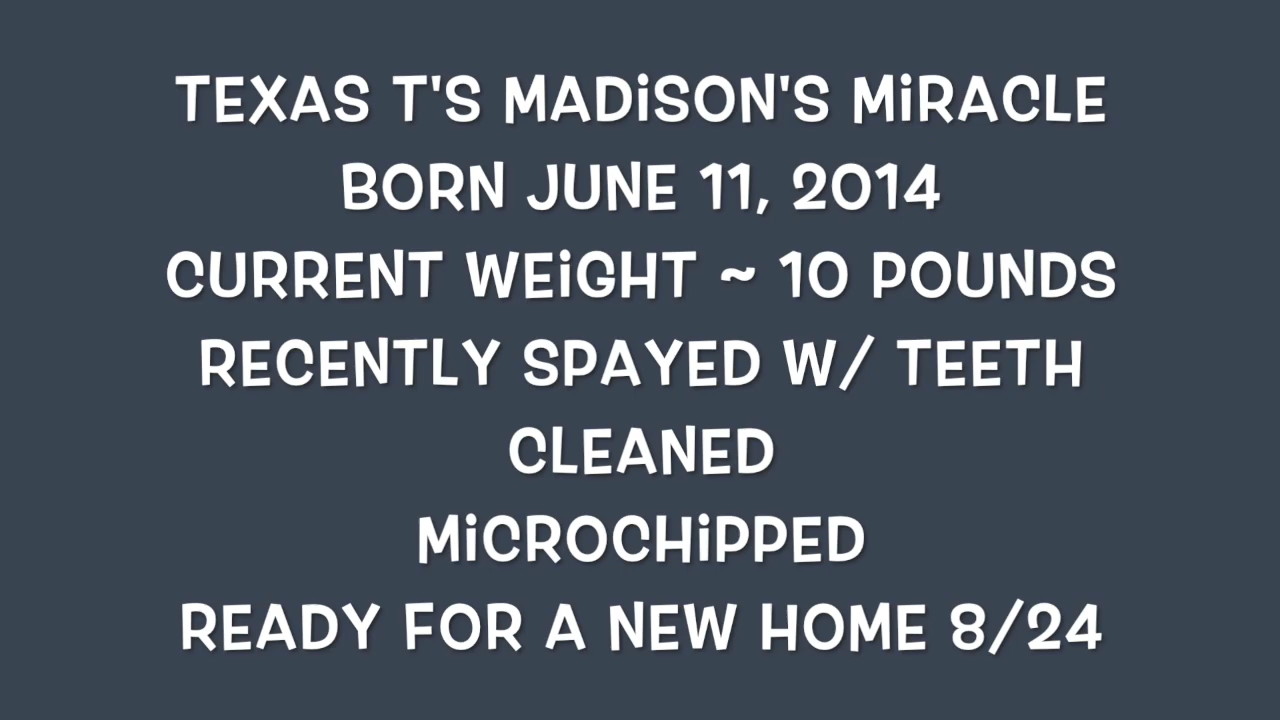 TEXAS T'S MADiSON'S MiRACLE
BORN JUNE 11, 2014
CURRENT WEiGHT ~ 10 POUNDS
RECENTLY SPAYED W/ TEETH
CLEANED
MiCROCHiPPED
READY FOR A NEW HOME 8/24